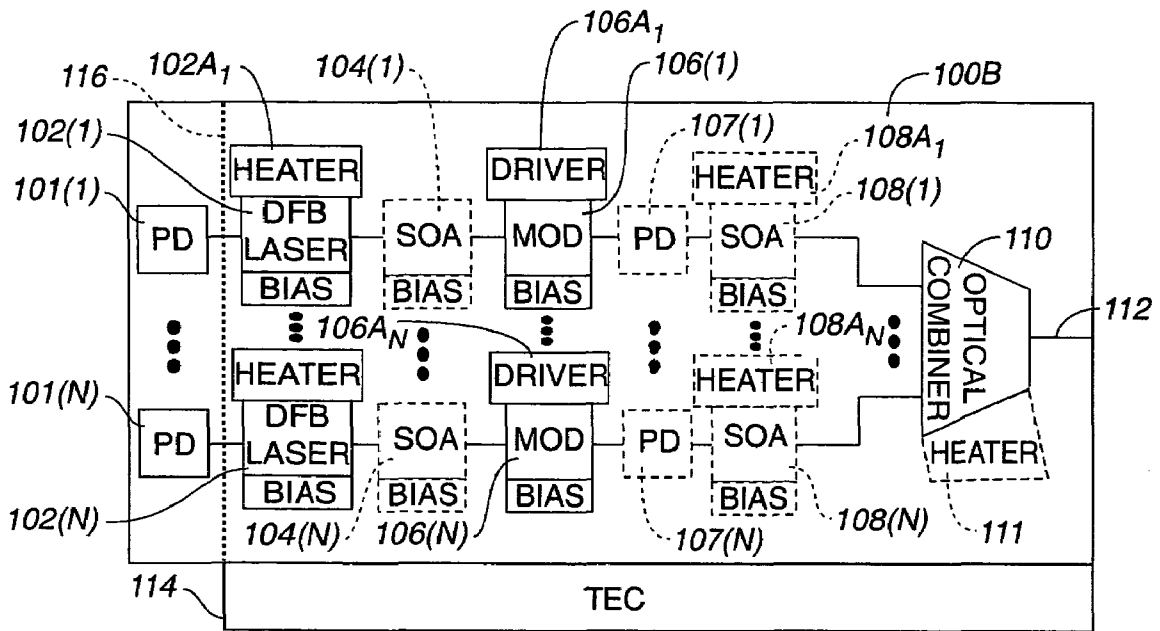 106A1
102A1
104(1)
106(1)
116
100B
102(1)
107(1)
108A1
HEATER
DRIVER
HEATER
108(1)
101(1)
DFB
LASER
PD
SOA
MOD
PD
SOA
110
BIAS
BIAS
BIAS
BIAS
OPTICAL
COMBINER
112
106AN
108AN
HEATER
DRIVER
HEATER
101(N)
DFB
LASER
PD
SOA
MOD
PD
SOA
HEATER
BIAS
BIAS
BIAS
BIAS
102(N)
104(N)
106(N)
107(N)
108(N)
111
114
TEC